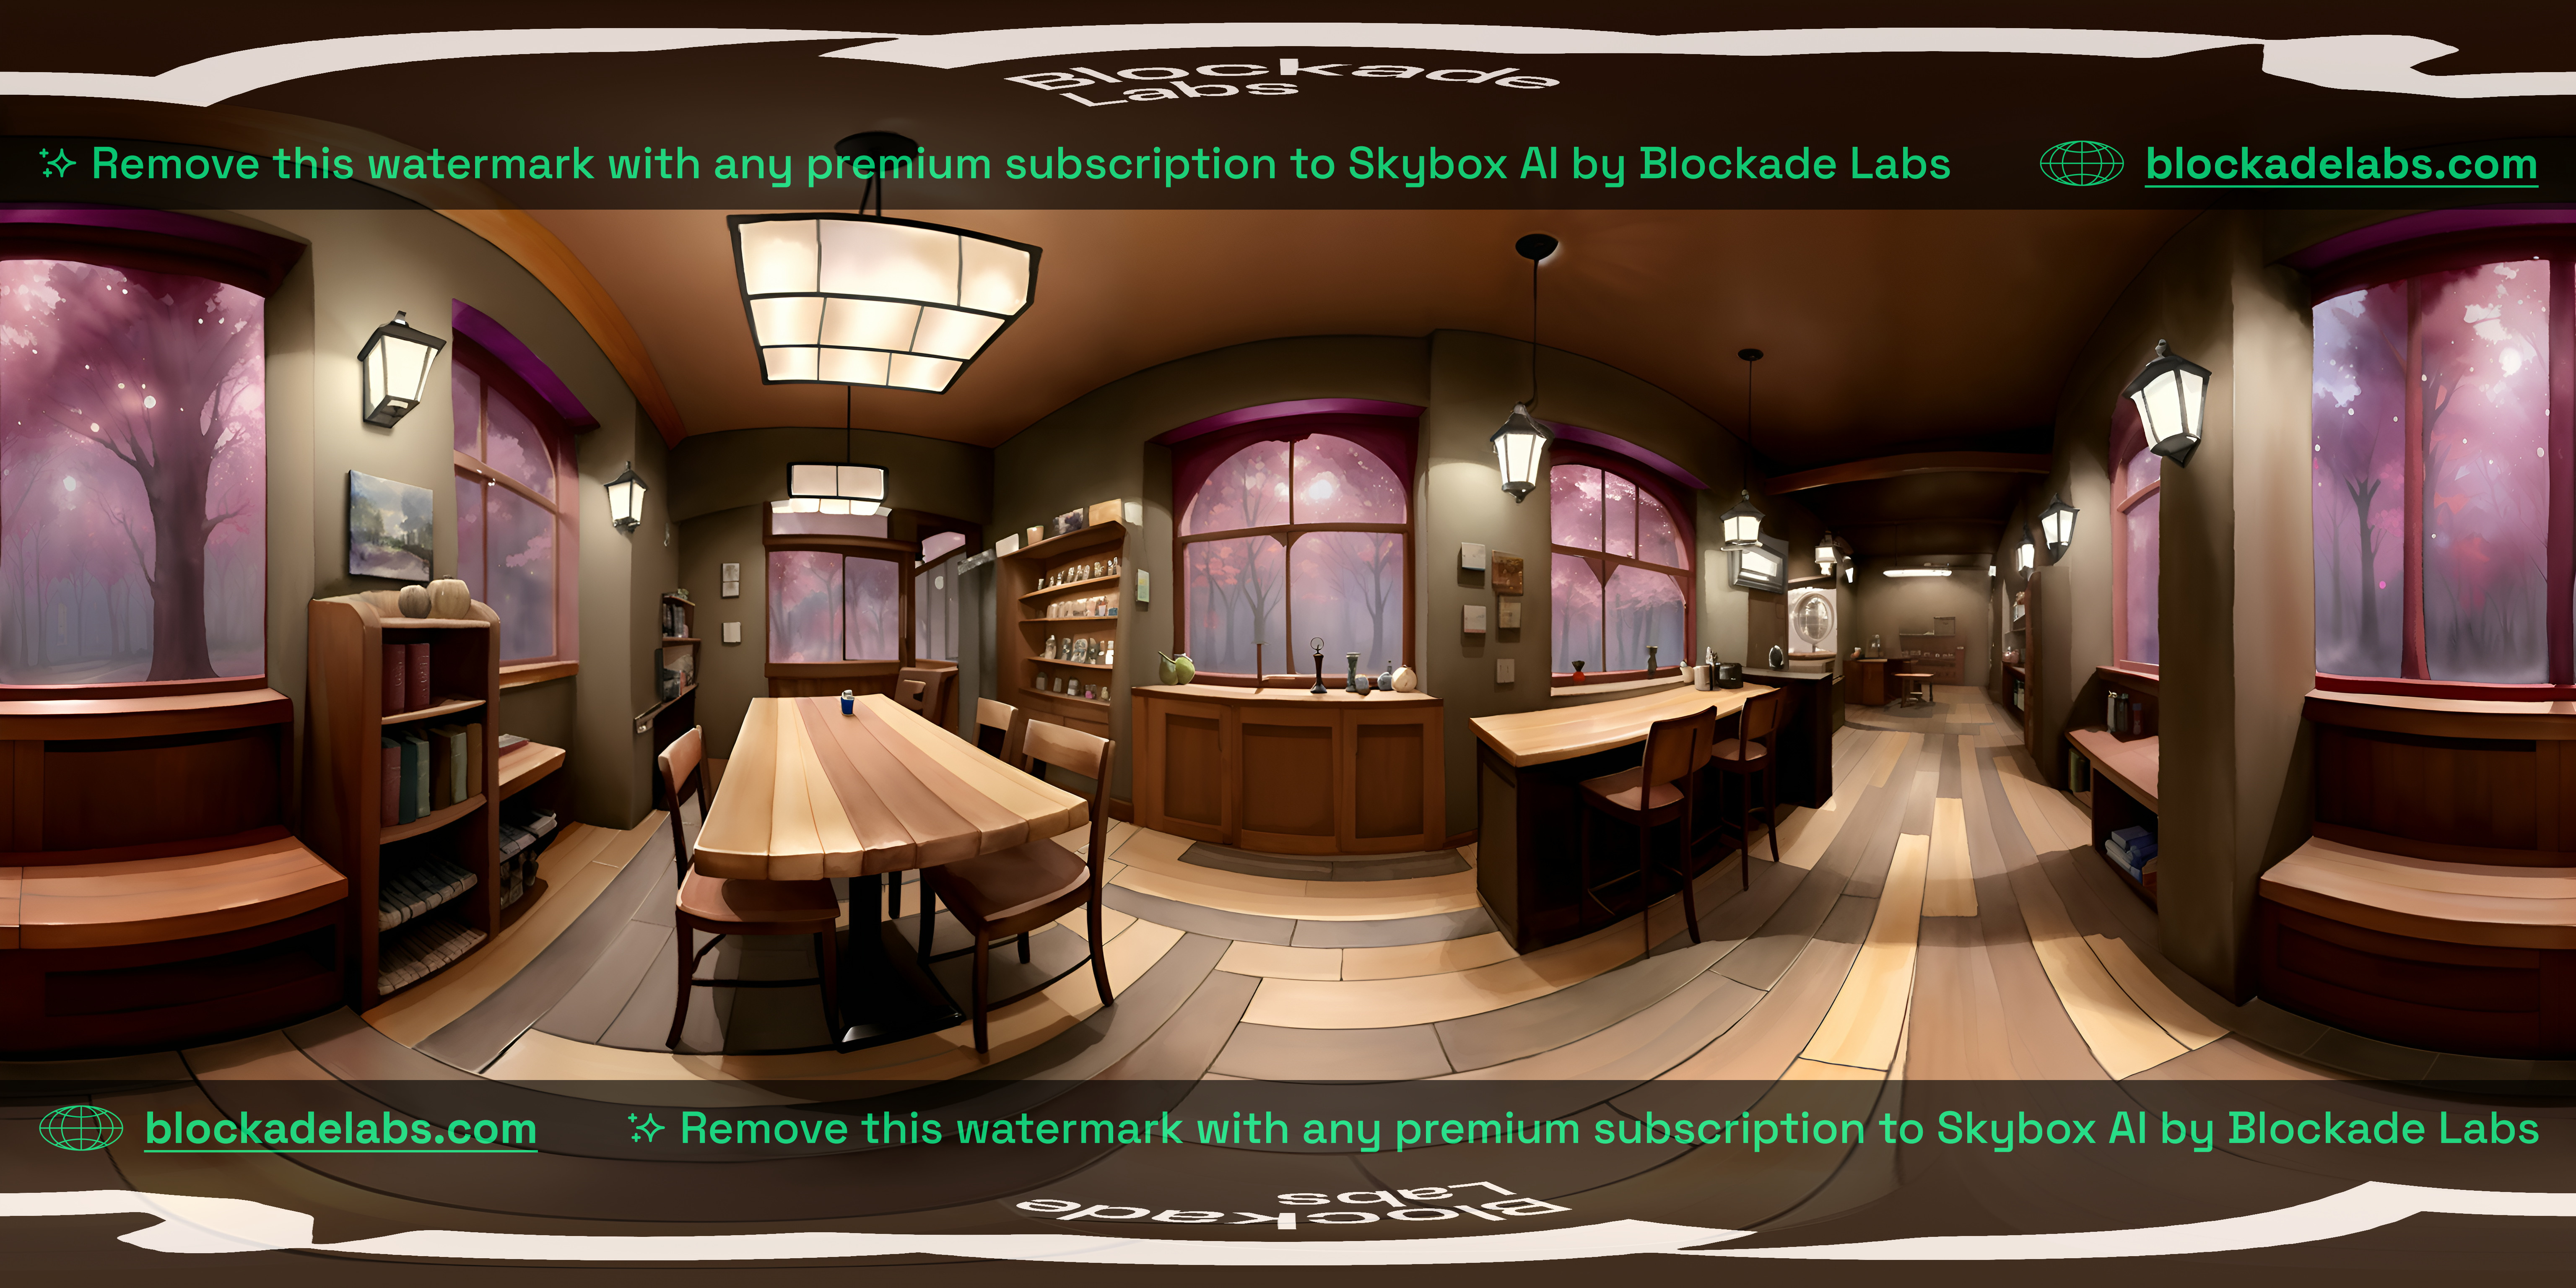 Blockade
Labs
Remove this watermark with any premium subscription to Skybox AI by Blockade Labs
blockadelabs.com
blockadelabs.com
Remove this watermark with any premium subscription to Skybox AI by Blockade Labs
Labs
Blockade